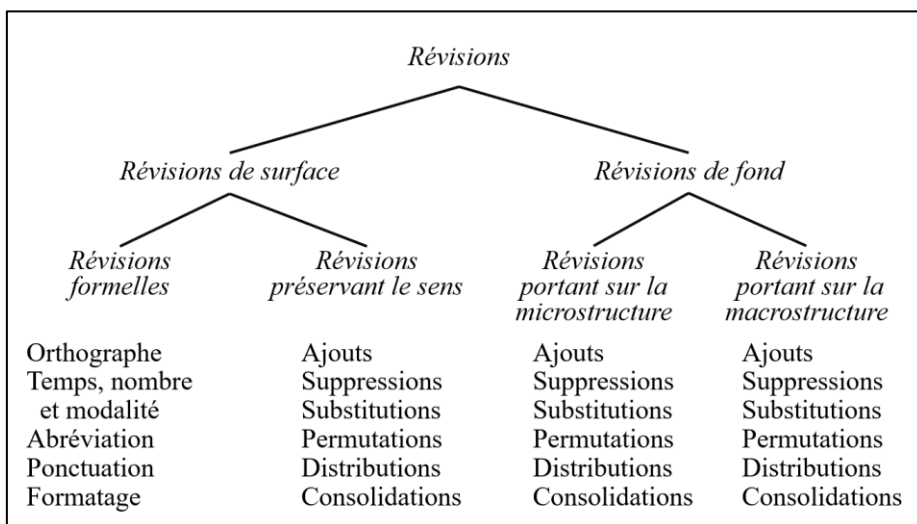 Révisions
Révisions de surface
Révisions de fond
Révisions
formelles
Révisions
préservant le sens
Révisions
portant sur la
microstructure
Révisions
portant sur la
macrostructure
Orthographe
Temps, nombre
et modalité
Abréviation
Ponctuation
Formatage
Ajouts
Suppressions
Substitutions
Permutations
Distributions
Consolidations
Ajouts
Suppressions
Substitutions
Permutations
Distributions
Consolidations
Ajouts
Suppressions
Substitutions
Permutations
Distributions
Consolidations